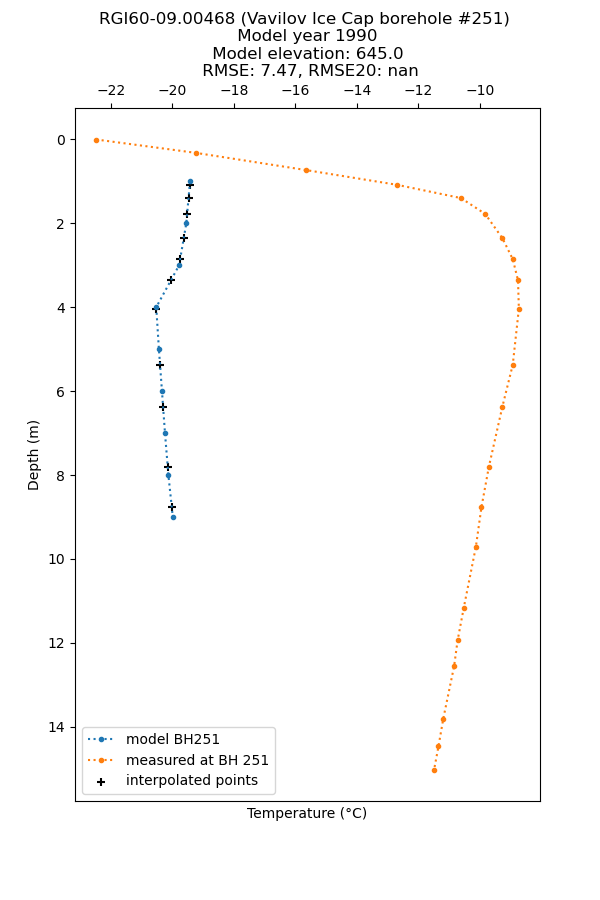 RGI60-09.00468 (Vavilov Ice Cap borehole #251)
Model year 1990
Model elevation: 645.0
RMSE: 7.47, RMSE20: nan
−22 −20 −18 −16 −14 −12 −10
0
2
4
6
8
10
12
14
Depth (m)
model BH251
measured at BH 251
interpolated points
Temperature (°C)